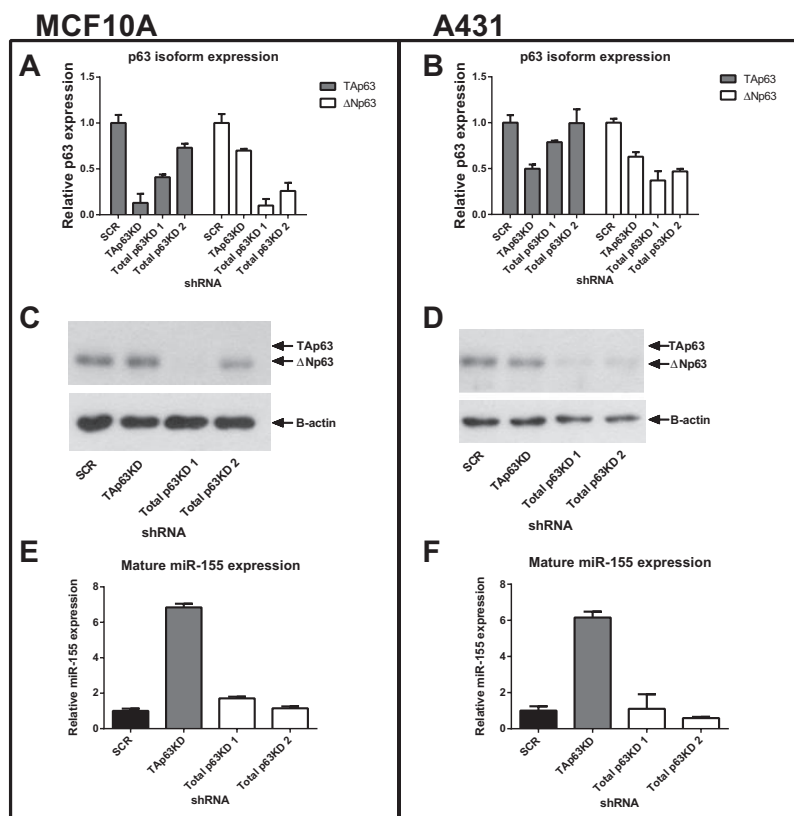 MCF10A
A431
A
p63 isoform expression
TAp63
ΔNp63
Relative p63 expression
1.5
1.0
0.5
0.0
SCR
TAp63KD
Total p63KD 1
Total p63KD 2
SCR
TAp63KD
Total p63KD 1
Total p63KD 2
shRNA
B
p63 isoform expression
TAp63
ΔNp63
Relative p63 expression
1.5
1.0
0.5
0.0
SCR
TAp63KD
Total p63KD 1
Total p63KD 2
SCR
TAp63KD
Total p63KD 1
Total p63KD 2
shRNA
C
TAp63
ΔNp63
B-actin
SCR
TAp63KD
Total p63KD 1
Total p63KD 2
shRNA
D
TAp63
ΔNp63
B-actin
SCR
TAp63KD
Total p63KD 1
Total p63KD 2
shRNA
E
Mature miR-155 expression
Relative miR-155 expression
8
6
4
2
0
SCR
TAp63KD
Total p63KD 1
Total p63KD 2
shRNA
F
Mature miR-155 expression
Relative miR-155 expression
8
6
4
2
0
SCR
TAp63KD
Total p63KD 1
Total p63KD 2
shRNA